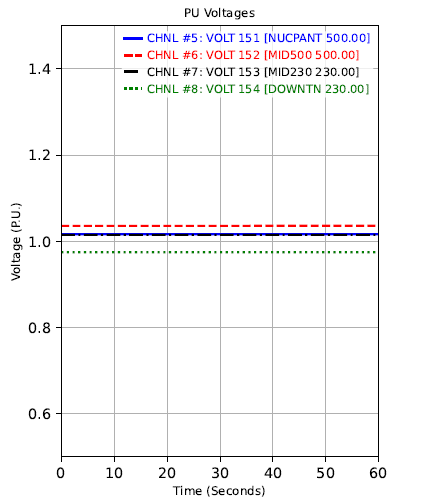 PU Voltages
CHNL #5: VOLT 151 [NUCPANT 500.00]
CHNL #6: VOLT 152 [MID500 500.00]
CHNL #7: VOLT 153 [MID230 230.00]
CHNL #8: VOLT 154 [DOWNTN 230.00]
Voltage (P.U.)
1.4
1.2
1.0
0.8
0.6
0 10 20 30 40 50 60
Time (Seconds)